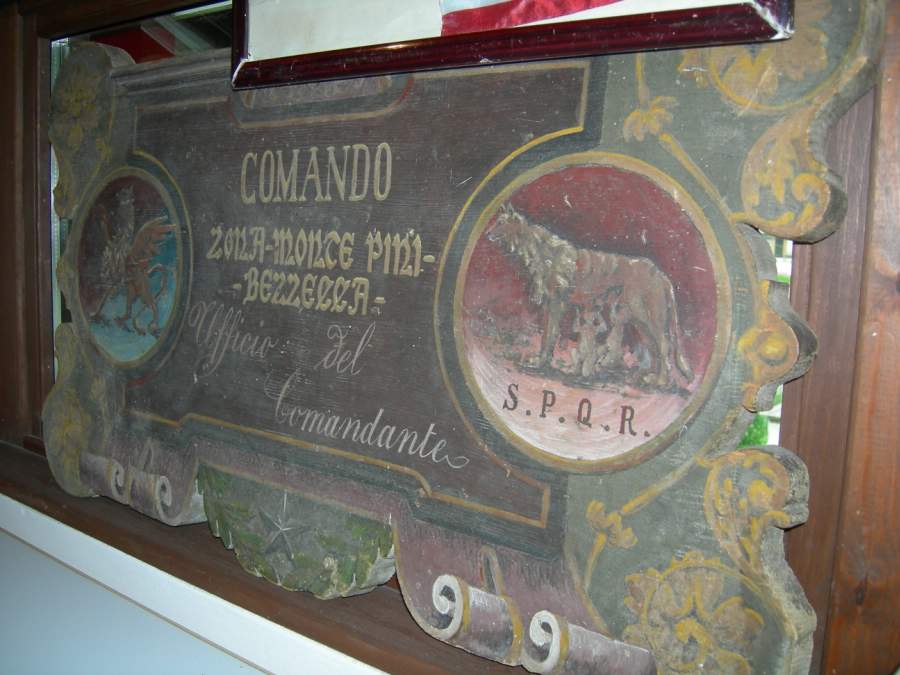 COMANDO
ZONA-MONTE PINI-
-BEZZECCA-
Ufficio del
Comandante
S.P.Q.R.